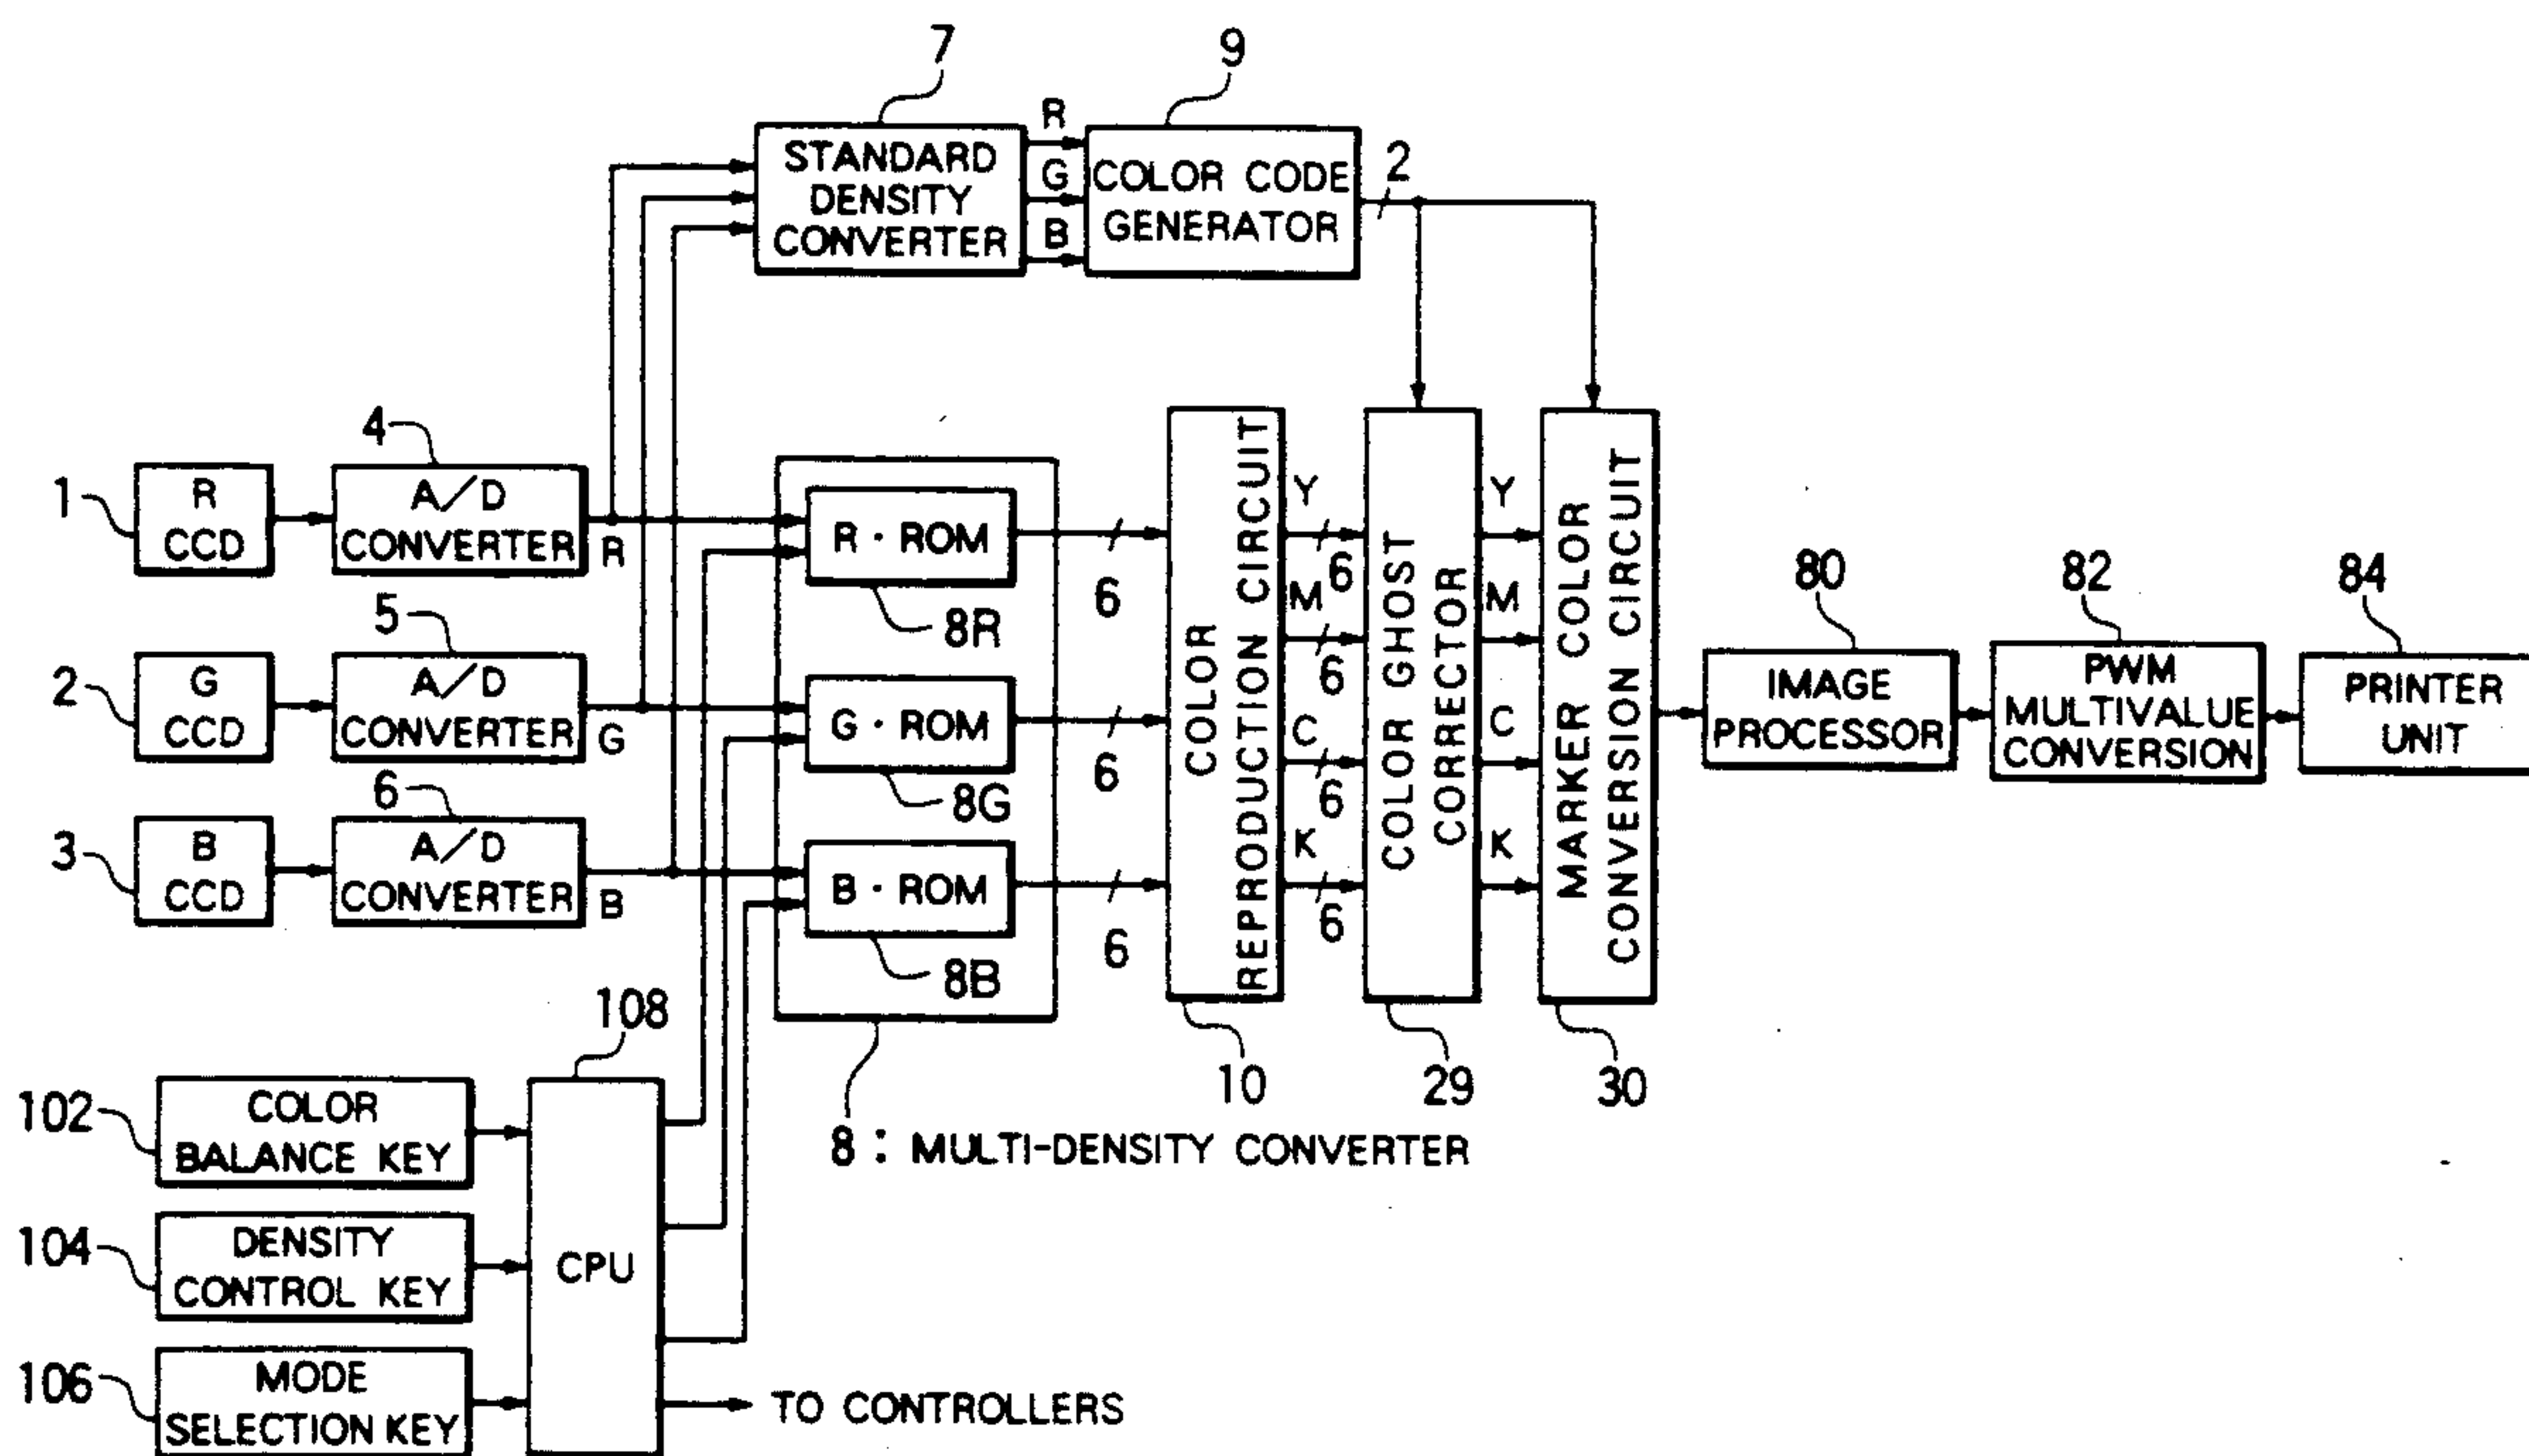 7
9
STANDARD
DENSITY
CONVERTER
R
G
B
COLOR CODE
GENERATOR
2
1
R
CCD
4
A/D
CONVERTER
R
2
G
CCD
5
A/D
CONVERTER
G
3
B
CCD
6
A/D
CONVERTER
B
R · ROM
8R
G · ROM
8G
B · ROM
8B
6
6
6
COLOR
REPRODUCTION CIRCUIT
10
Y
6
M
6
C
6
K
6
COLOR GHOST
CORRECTOR
29
Y
M
C
K
MARKER COLOR
CONVERSION CIRCUIT
30
80
IMAGE
PROCESSOR
82
PWM
MULTIVALUE
CONVERSION
84
PRINTER
UNIT
8 : MULTI-DENSITY CONVERTER
102
COLOR
BALANCE KEY
104
DENSITY
CONTROL KEY
106
MODE
SELECTION KEY
108
CPU
TO CONTROLLERS